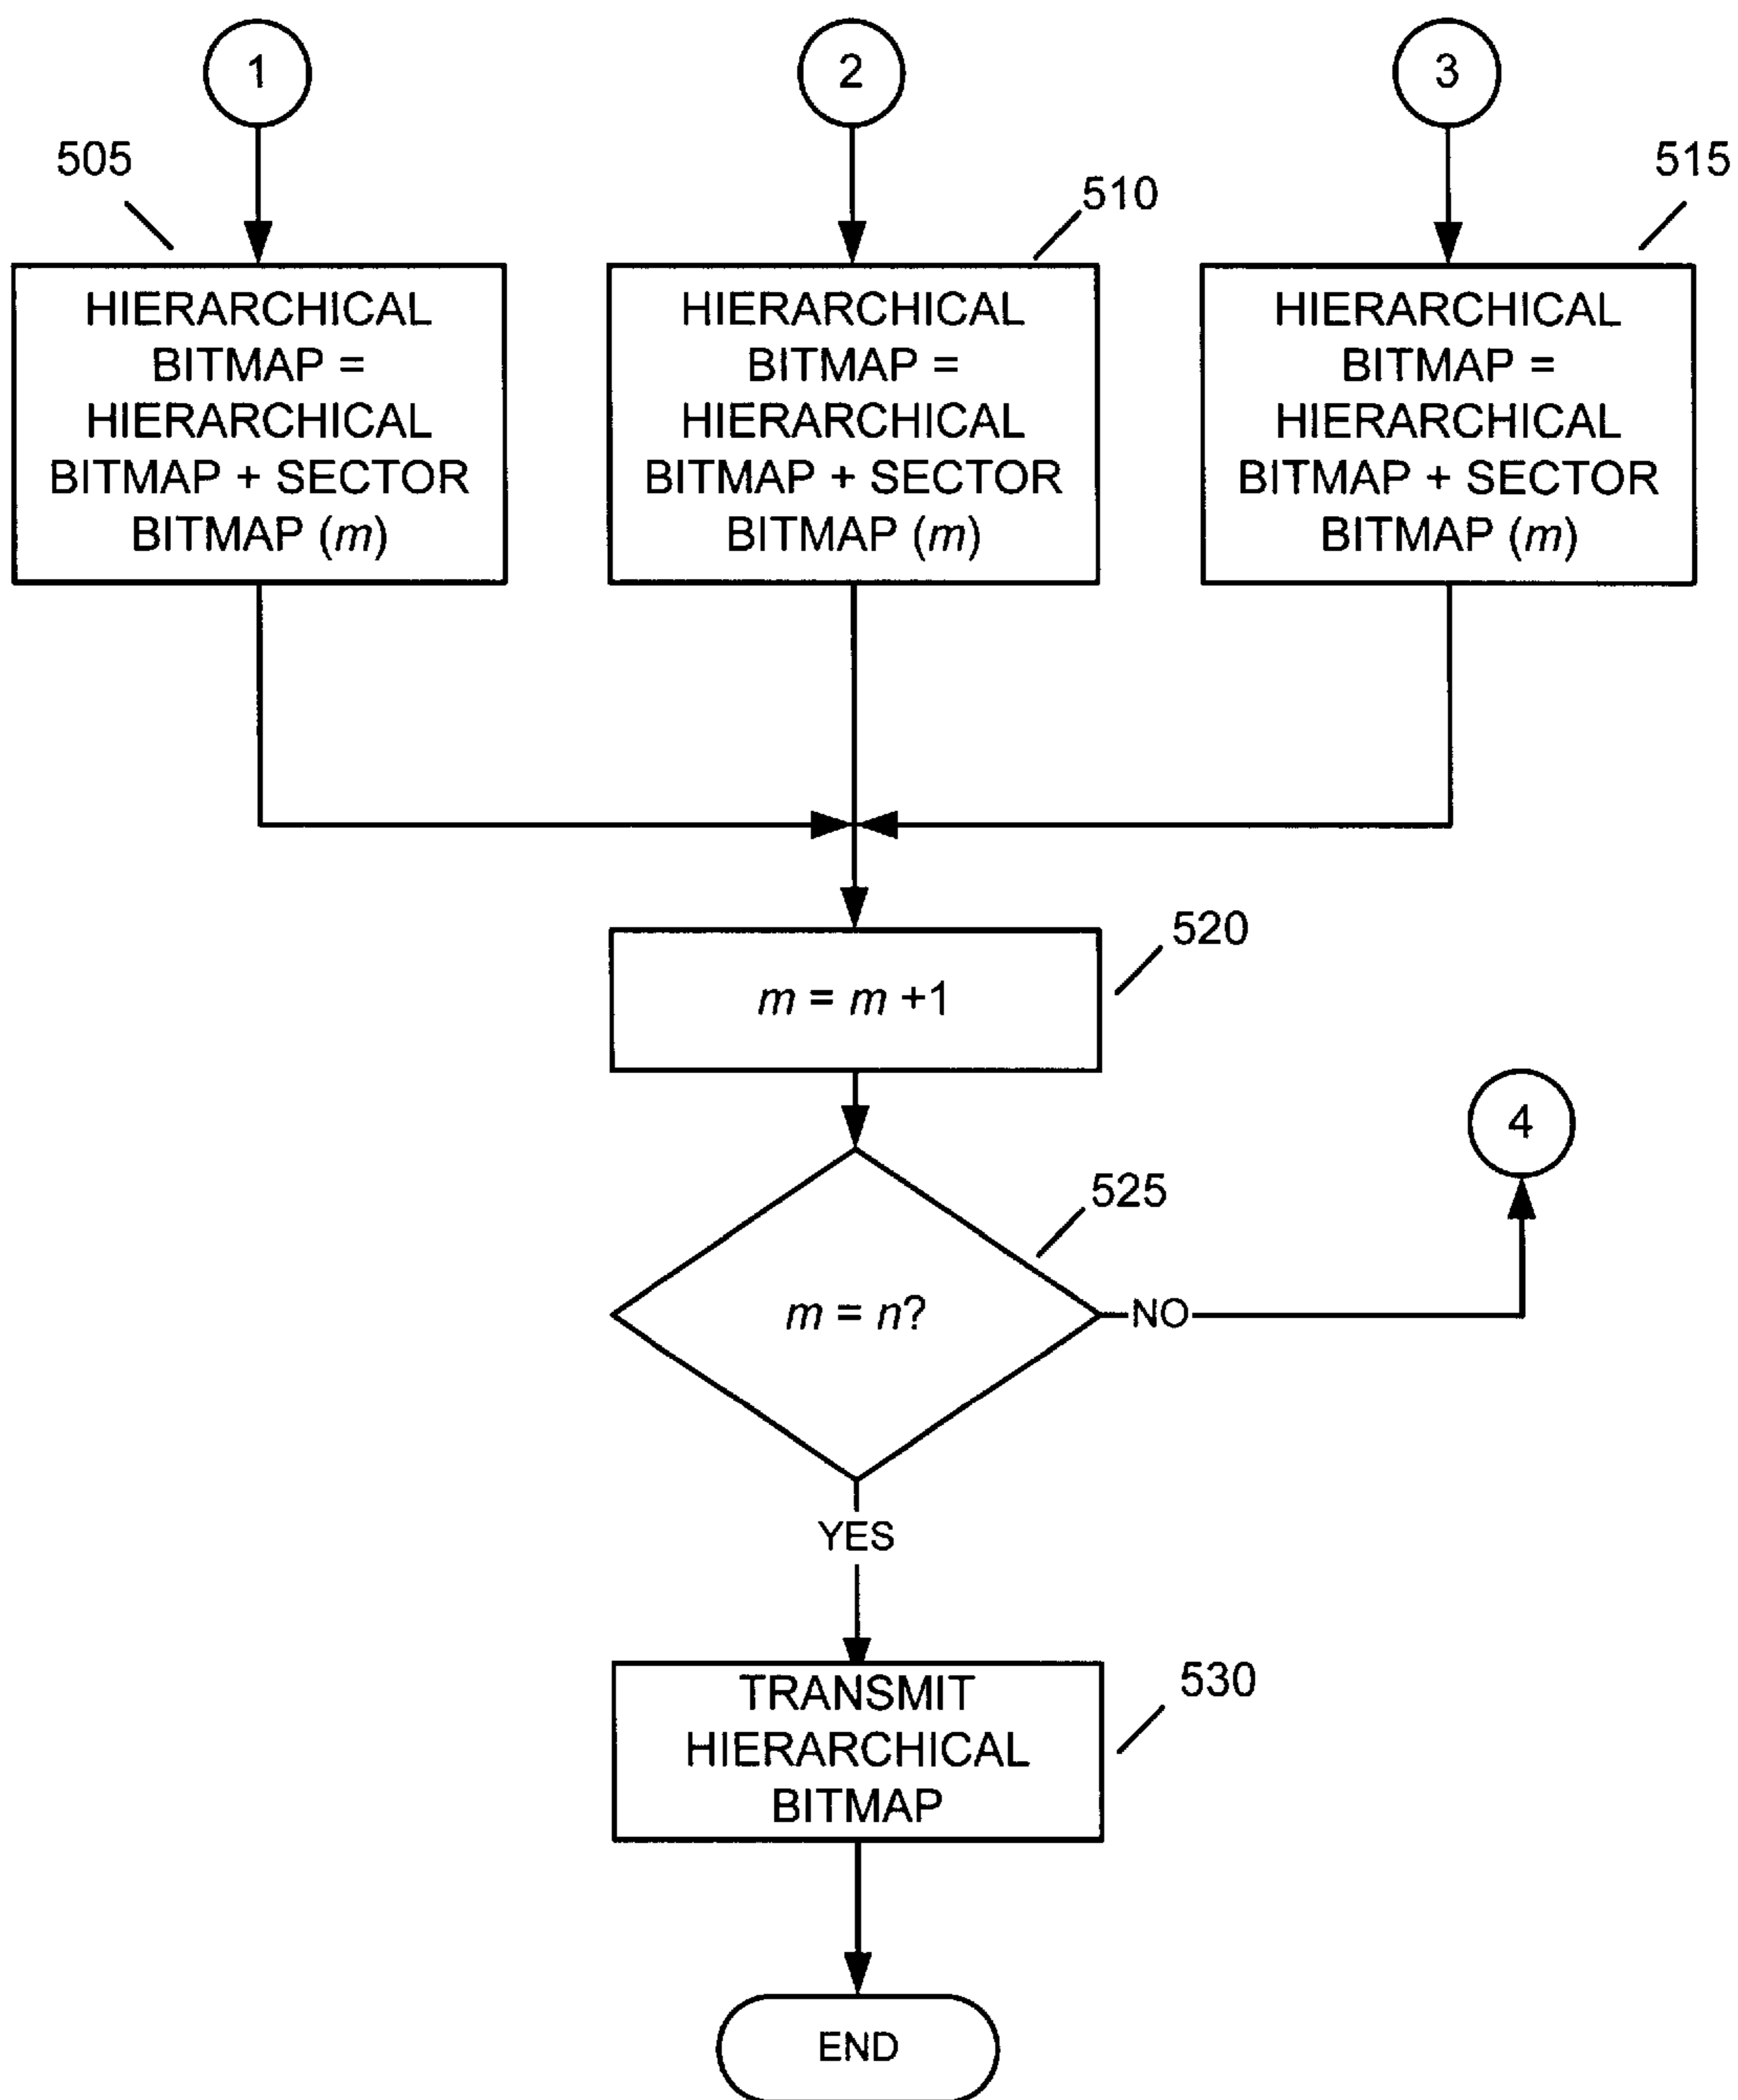 1
2
3
505
510
515
HIERARCHICAL
BITMAP =
HIERARCHICAL
BITMAP + SECTOR
BITMAP (m)
HIERARCHICAL
BITMAP =
HIERARCHICAL
BITMAP + SECTOR
BITMAP (m)
HIERARCHICAL
BITMAP =
HIERARCHICAL
BITMAP + SECTOR
BITMAP (m)
520
m = m +1
4
525
m = n?
NO
YES
530
TRANSMIT
HIERARCHICAL
BITMAP
END